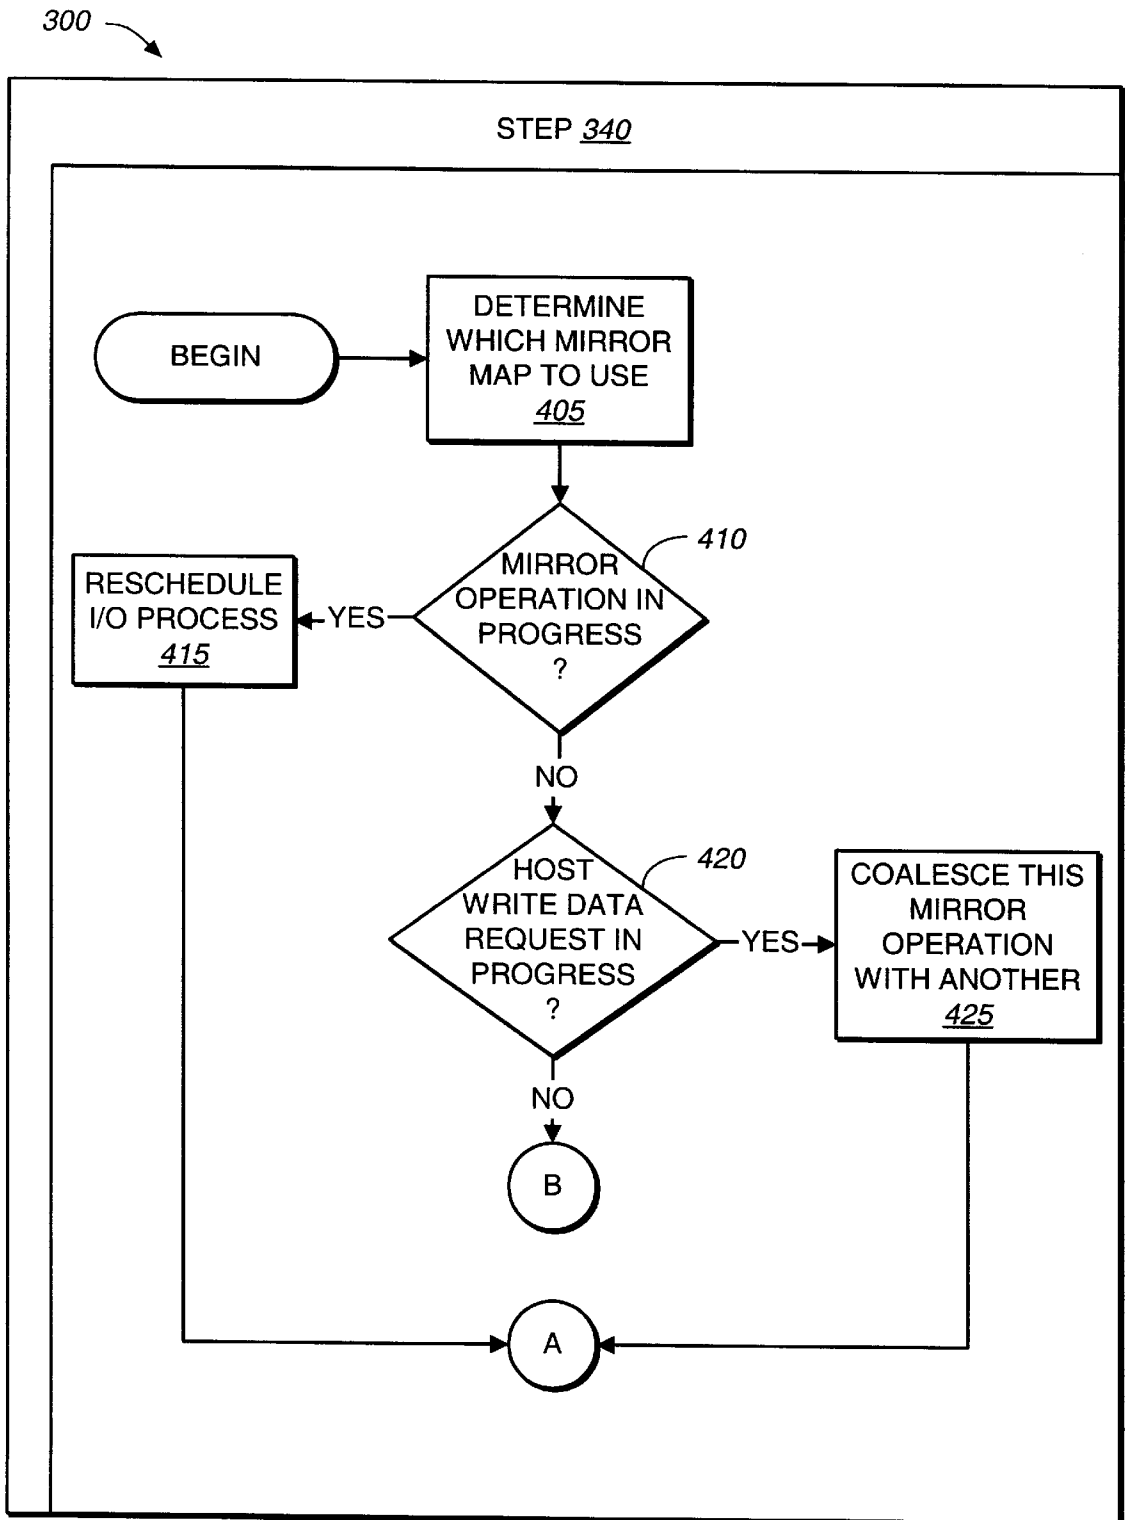 300
STEP 340
BEGIN
DETERMINE
WHICH MIRROR
MAP TO USE
405
410
MIRROR
OPERATION IN
PROGRESS
?
YES
RESCHEDULE
I/O PROCESS
415
NO
420
HOST
WRITE DATA
REQUEST IN
PROGRESS
?
YES
COALESCE THIS
MIRROR
OPERATION
WITH ANOTHER
425
NO
B
A